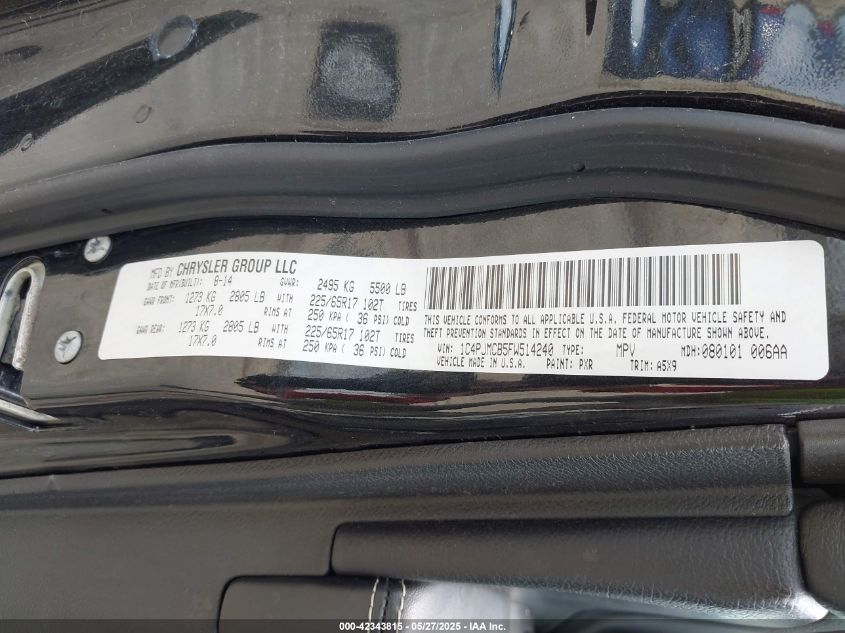 MFD BY CHRYSLER GROUP LLC
DATE OF MFR(BUILT): 8-14 GVWR: 2495 KG 5500 LB
GAWR FRONT: 1273 KG 2805 LB WITH 225/65R17 102T TIRES
17X7.0 RIMS AT 250 KPA ( 36 PSI) COLD
GAWR REAR: 1273 KG 2805 LB WITH 225/65R17 102T TIRES
17X7.0 RIMS AT 250 KPA ( 36 PSI) COLD
THIS VEHICLE CONFORMS TO ALL APPLICABLE U.S.A. FEDERAL MOTOR VEHICLE SAFETY AND
THEFT PREVENTION STANDARDS IN EFFECT ON THE DATE OF MANUFACTURE SHOWN ABOVE.
VIN: 1C4PJMCB5FW514240 TYPE: MPV MDH: 080101 006AA
VEHICLE MADE IN U.S.A. PAINT: PXR TRIM: A5X9
000-42343815 - 05/27/2025 - IAA Inc.